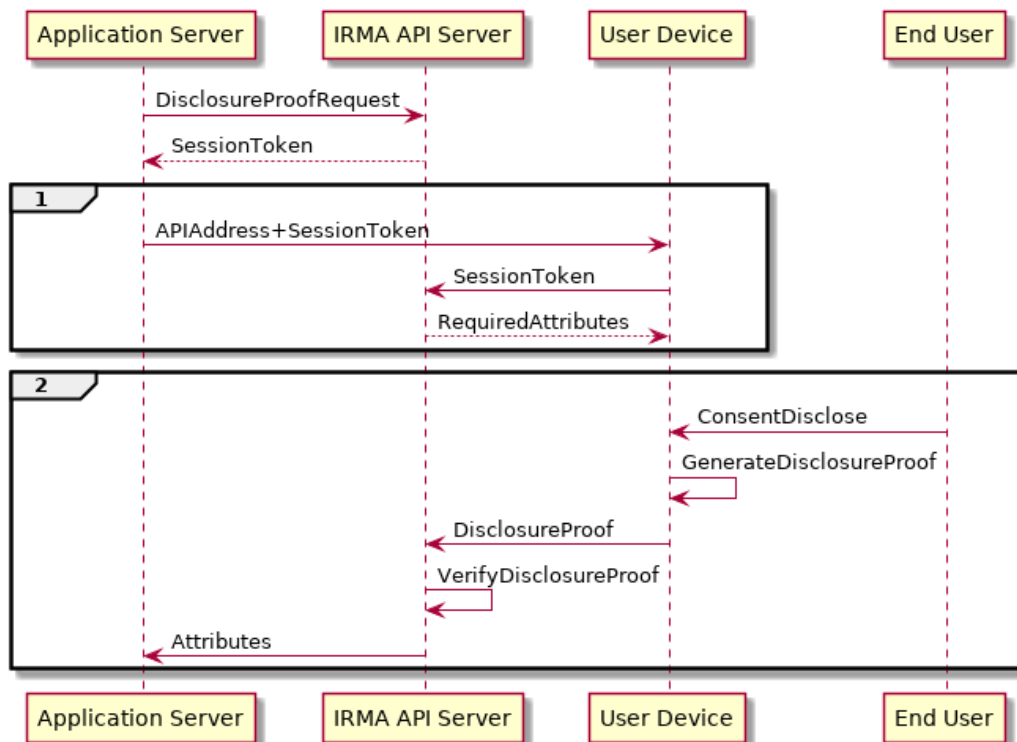 Application Server
IRMA API Server
User Device
End User
DisclosureProofRequest
SessionToken
1
APIAddress+SessionToken
SessionToken
RequiredAttributes
2
ConsentDisclose
GenerateDisclosureProof
DisclosureProof
VerifyDisclosureProof
Attributes
Application Server
IRMA API Server
User Device
End User